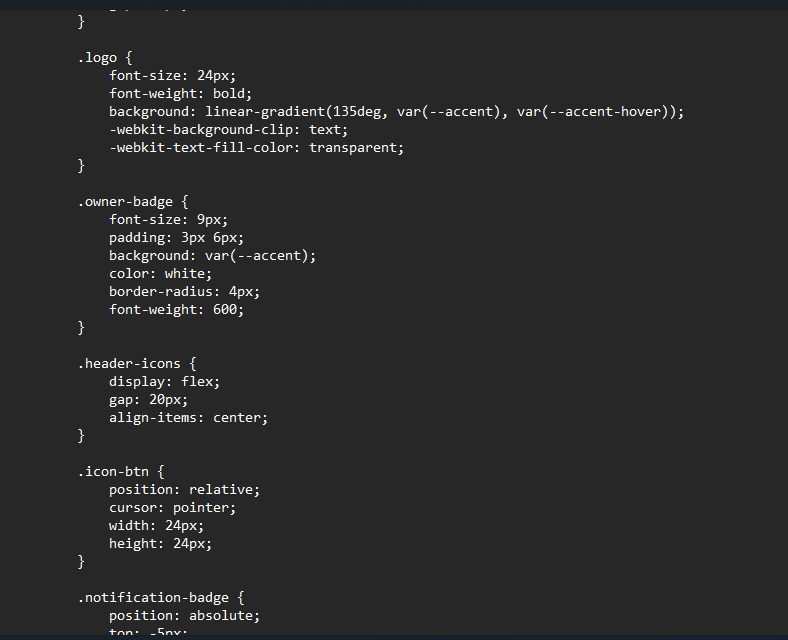 }
.logo {
font-size: 24px;
font-weight: bold;
background: linear-gradient(135deg, var(--accent), var(--accent-hover));
-webkit-background-clip: text;
-webkit-text-fill-color: transparent;
}
.owner-badge {
font-size: 9px;
padding: 3px 6px;
background: var(--accent);
color: white;
border-radius: 4px;
font-weight: 600;
}
.header-icons {
display: flex;
gap: 20px;
align-items: center;
}
.icon-btn {
position: relative;
cursor: pointer;
width: 24px;
height: 24px;
}
.notification-badge {
position: absolute;
top: -5px;